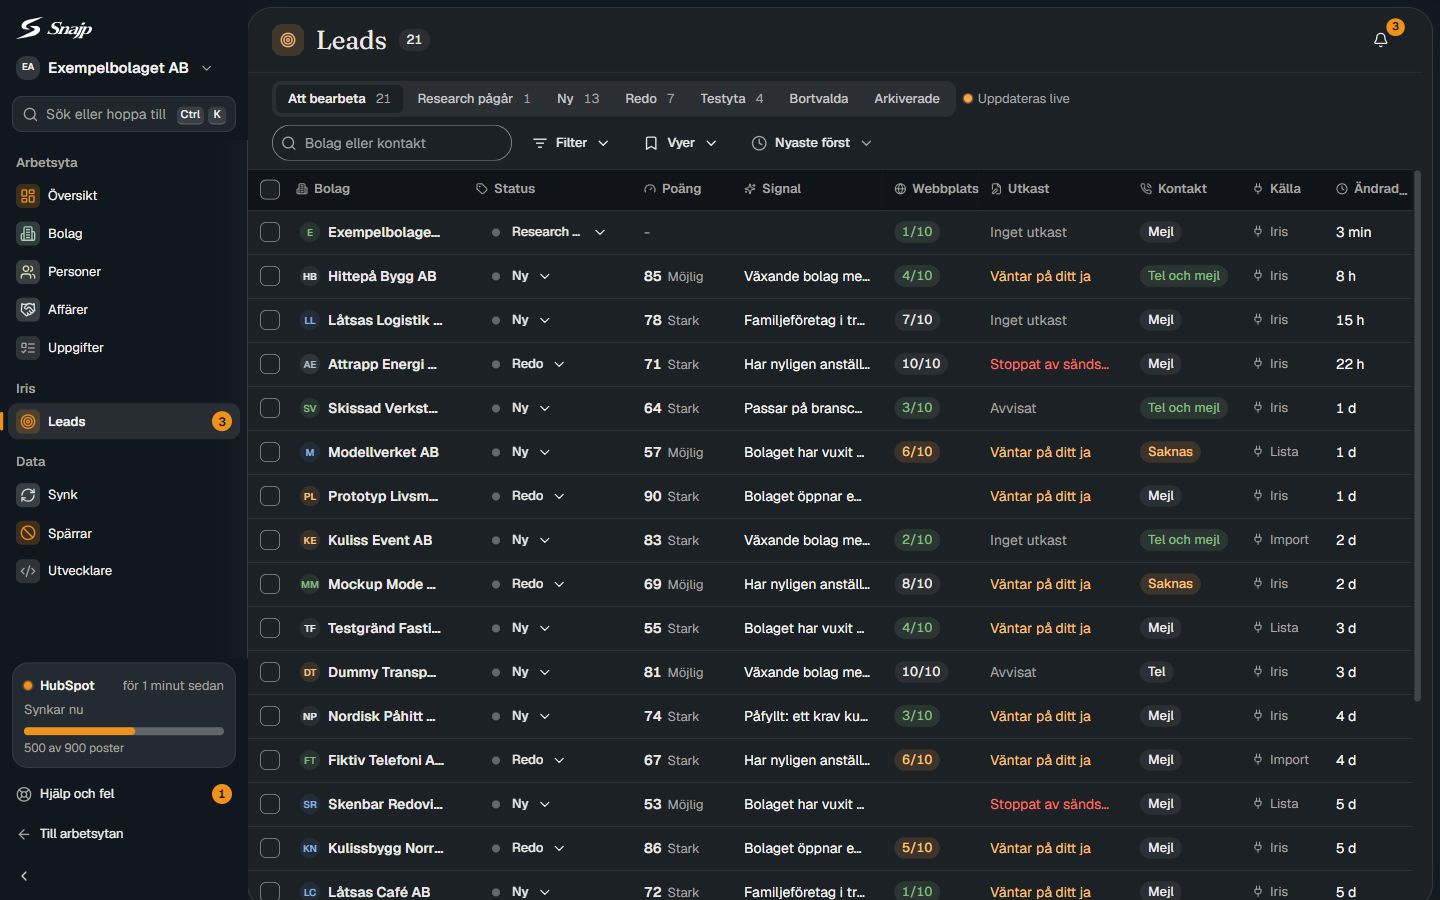 Snajp
EA Exempelbolaget AB
Sök eller hoppa till Ctrl K
Arbetsyta
Översikt
Bolag
Personer
Affärer
Uppgifter
Iris
Leads 3
Data
Synk
Spärrar
Utvecklare
HubSpot för 1 minut sedan
Synkar nu
500 av 900 poster
Hjälp och fel 1
Till arbetsytan
Leads 21
3
Att bearbeta 21 Research pågår 1 Ny 13 Redo 7 Testyta 4 Bortvalda Arkiverade Uppdateras live
Bolag eller kontakt Filter Vyer Nyaste först
Bolag Status Poäng Signal Webbplats Utkast Kontakt Källa Ändrad...
E Exempelbolage... Research ... - 1/10 Inget utkast Mejl Iris 3 min
HB Hittepå Bygg AB Ny 85 Möjlig Växande bolag me... 4/10 Väntar på ditt ja Tel och mejl Iris 8 h
LL Låtsas Logistik ... Ny 78 Stark Familjeföretag i tr... 7/10 Inget utkast Mejl Iris 15 h
AE Attrapp Energi ... Redo 71 Stark Har nyligen anställ... 10/10 Stoppat av sänds... Mejl Iris 22 h
SV Skissad Verkst... Ny 64 Stark Passar på bransc... 3/10 Avvisat Tel och mejl Iris 1 d
M Modellverket AB Ny 57 Möjlig Bolaget har vuxit ... 6/10 Väntar på ditt ja Saknas Lista 1 d
PL Prototyp Livsm... Redo 90 Stark Bolaget öppnar e... Väntar på ditt ja Mejl Iris 1 d
KE Kuliss Event AB Ny 83 Stark Växande bolag me... 2/10 Inget utkast Tel och mejl Import 2 d
MM Mockup Mode ... Redo 69 Möjlig Har nyligen anställ... 8/10 Väntar på ditt ja Saknas Iris 2 d
TF Testgränd Fasti... Ny 55 Stark Bolaget har vuxit ... 4/10 Väntar på ditt ja Mejl Lista 3 d
DT Dummy Transp... Ny 81 Möjlig Växande bolag me... 10/10 Avvisat Tel Iris 3 d
NP Nordisk Påhitt ... Ny 74 Stark Påfyllt: ett krav ku... 3/10 Väntar på ditt ja Mejl Iris 4 d
FT Fiktiv Telefoni A... Redo 67 Stark Har nyligen anställ... 6/10 Väntar på ditt ja Mejl Import 4 d
SR Skenbar Redovi... Ny 53 Möjlig Bolaget har vuxit ... Stoppat av sänds... Mejl Lista 5 d
KN Kulissbygg Norr... Redo 86 Stark Bolaget öppnar e... 5/10 Väntar på ditt ja Mejl Iris 5 d
LC Låtsas Café AB Ny 72 Stark Familjeföretag i tr... 1/10 Väntar på ditt ja Mejl Iris 5 d